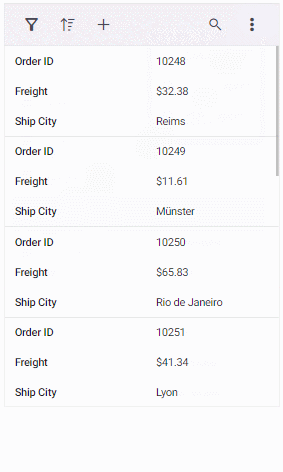 Order ID 10248
Freight $32.38
Ship City Reims
Order ID 10249
Freight $11.61
Ship City Münster
Order ID 10250
Freight $65.83
Ship City Rio de Janeiro
Order ID 10251
Freight $41.34
Ship City Lyon